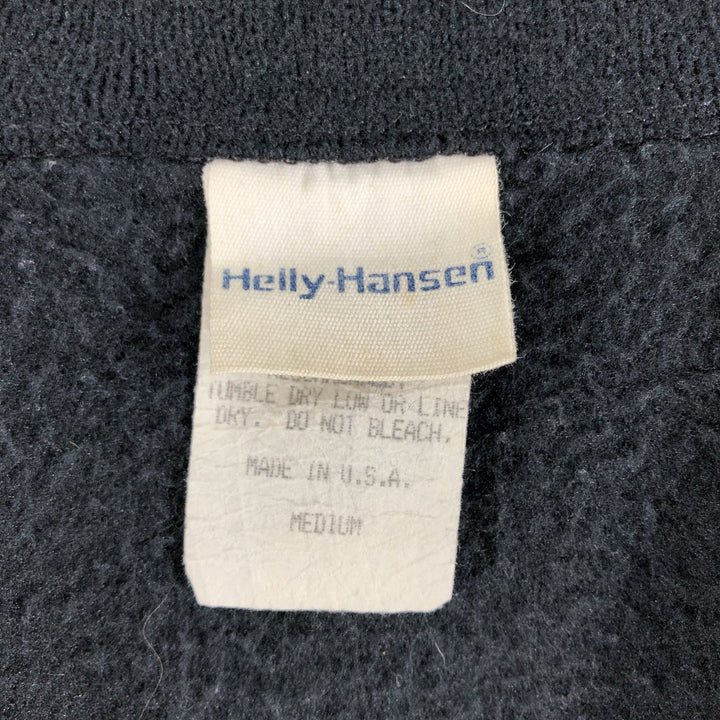 Helly-Hansen®
TUMBLE DRY LOW OR LINE
DRY. DO NOT BLEACH.
MADE IN U.S.A.
MEDIUM